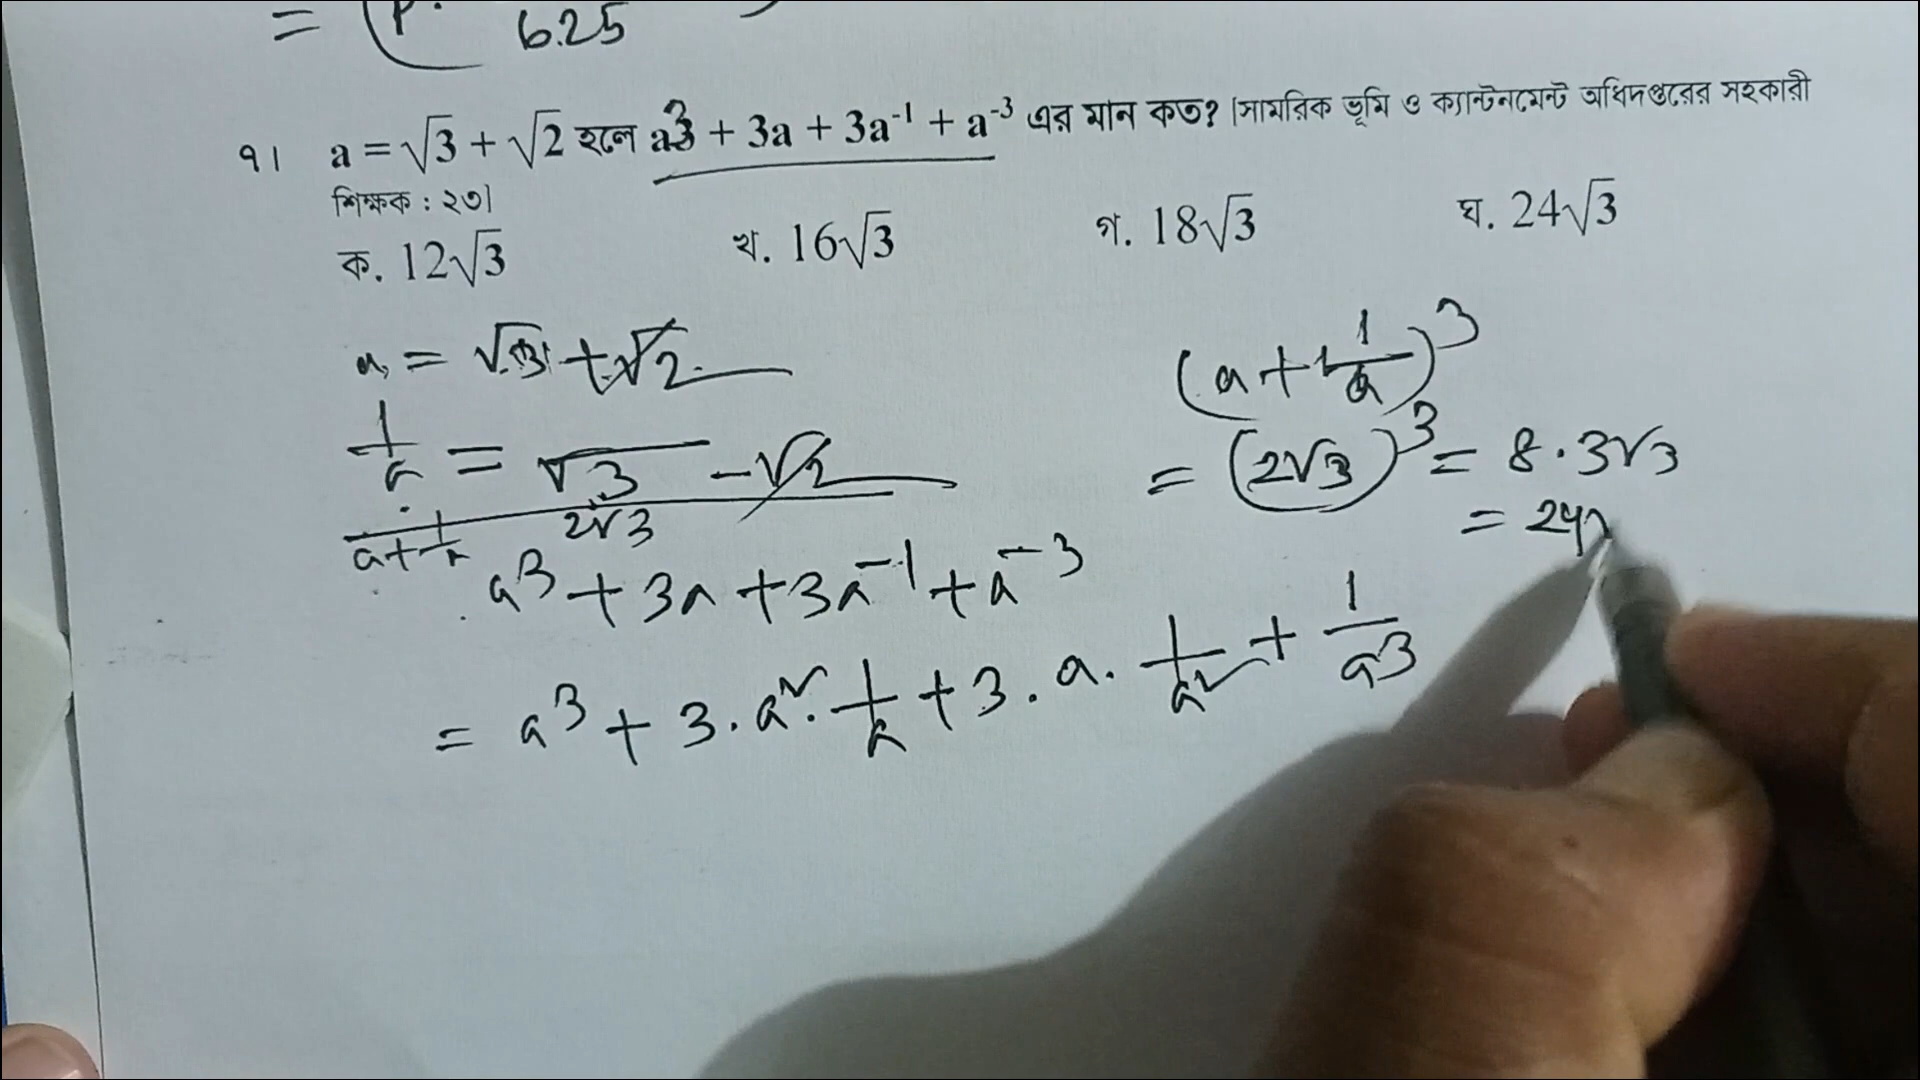 = (P. 6.25
৭। a = √3 + √2 হলে a³ + 3a + 3a⁻¹ + a⁻³ এর মান কত? [সামরিক ভূমি ও ক্যান্টনমেন্ট অধিদপ্তরের সহকারী
শিক্ষক : ২৩]
ক. 12√3 খ. 16√3 গ. 18√3 ঘ. 24√3
a = √3 + √2
1/a = √3 - √2
a + 1/a 2√3
a³ + 3a + 3a⁻¹ + a⁻³
= a³ + 3. a². 1/a + 3. a. 1/a² + 1/a³
(a + 1/a)³
= (2√3)³ = 8.3√3
= 24